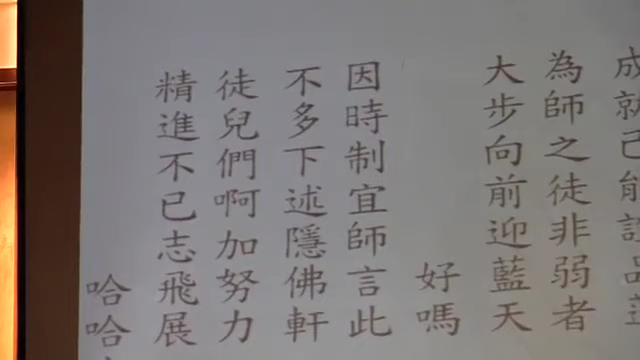 成就己能
為師之徒非弱者
大步向前迎藍天
好嗎
因時制宜師言此
不多下述隱佛軒
徒兒們啊加努力
精進不已志飛展
哈哈